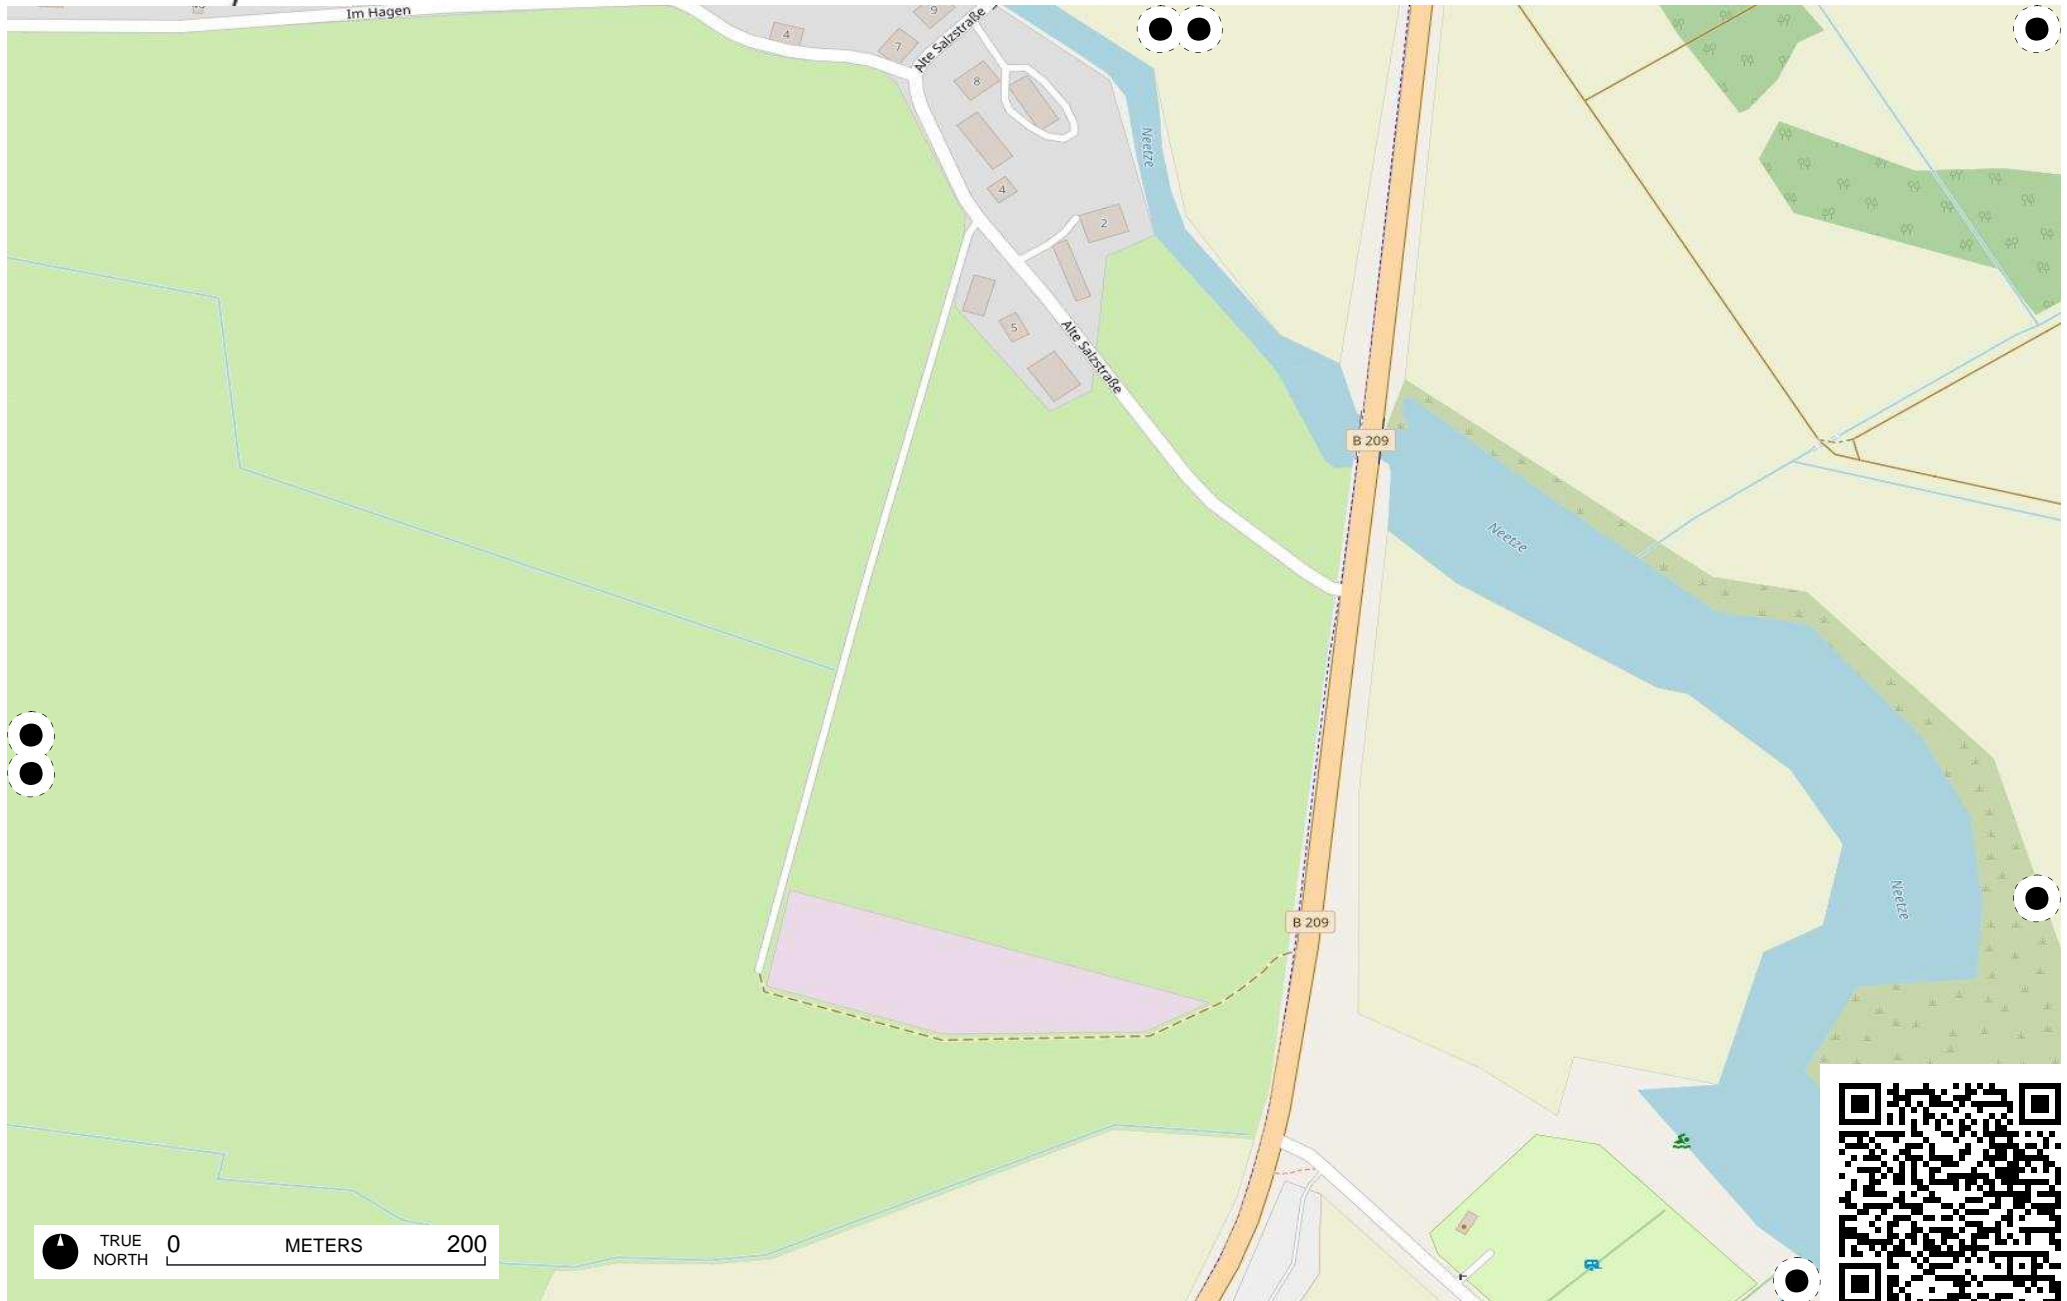 Im Hagen
4
7
9
Alte Salzstraße
8
Neetze
4
2
5
Alte Salzstraße
B 209
Neetze
Neetze
B 209
TRUE
NORTH
0
METERS
200